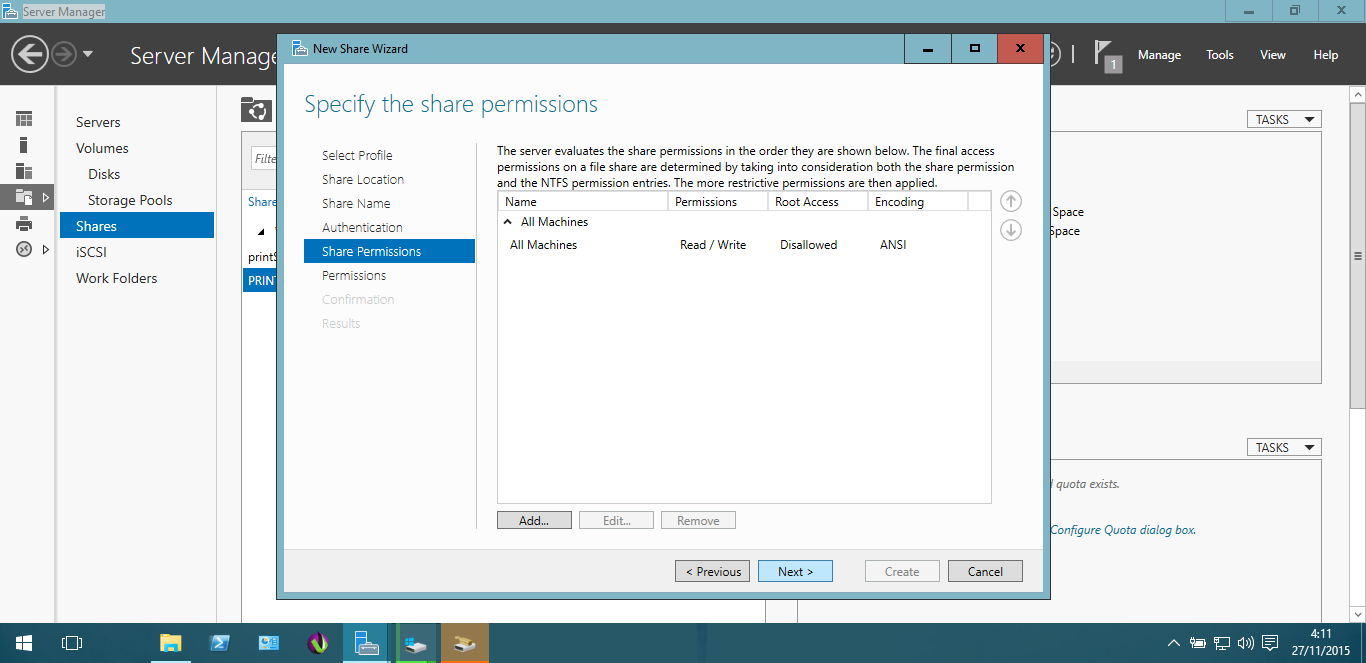 Server Manager
New Share Wizard
Server Manage
1
Manage
Tools
View
Help
Specify the share permissions
Servers
Volumes
Disks
Storage Pools
Shares
iSCSI
Work Folders
Filte
Share
print
PRIN
Select Profile
Share Location
Share Name
Authentication
Share Permissions
Permissions
Confirmation
Results
The server evaluates the share permissions in the order they are shown below. The final access
permissions on a file share are determined by taking into consideration both the share permission
and the NTFS permission entries. The more restrictive permissions are then applied.
Name Permissions Root Access Encoding
All Machines
All Machines Read / Write Disallowed ANSI
Add... Edit... Remove
< Previous Next > Create Cancel
TASKS
Space
Space
TASKS
quota exists.
Configure Quota dialog box.
4:11
27/11/2015